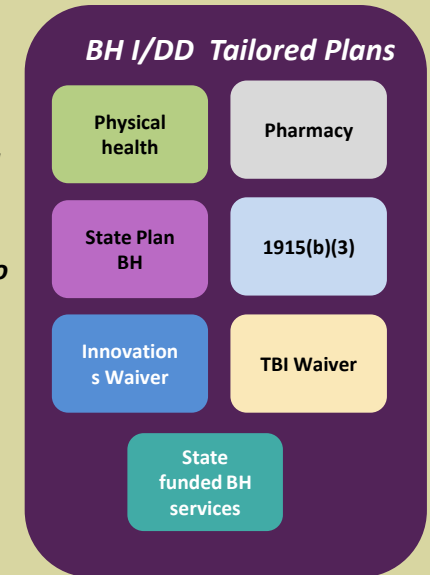 BH I/DD Tailored Plans
Physical
health
Pharmacy
State Plan
BH
1915(b)(3)
Innovation
s Waiver
TBI Waiver
State
funded BH
services